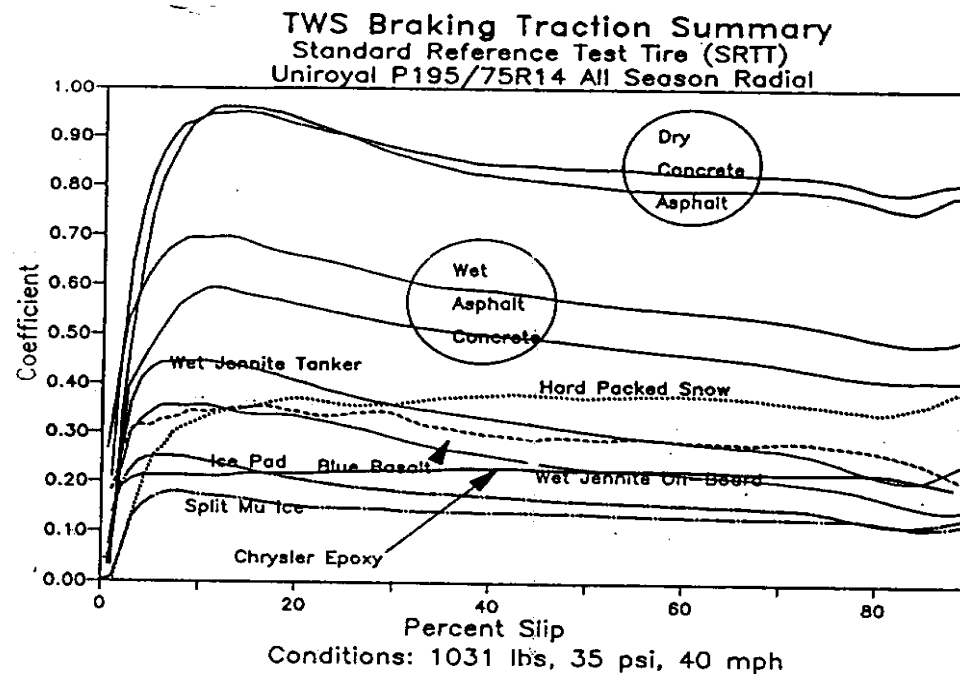 TWS Braking Traction Summary
Standard Reference Test Tire (SRTT)
Uniroyal P195/75R14 All Season Radial
1.00
0.90
0.80
0.70
0.60
0.50
0.40
0.30
0.20
0.10
0.00
Coefficient
Dry
Concrete
Asphalt
Wet
Asphalt
Concrete
Wet Jennite Tanker
Hard Packed Snow
Ice Pad
Blue Basalt
Wet Jennite On-Board
Split Mu Ice
Chrysler Epoxy
0
20
40
60
80
Percent Slip
Conditions: 1031 lbs, 35 psi, 40 mph